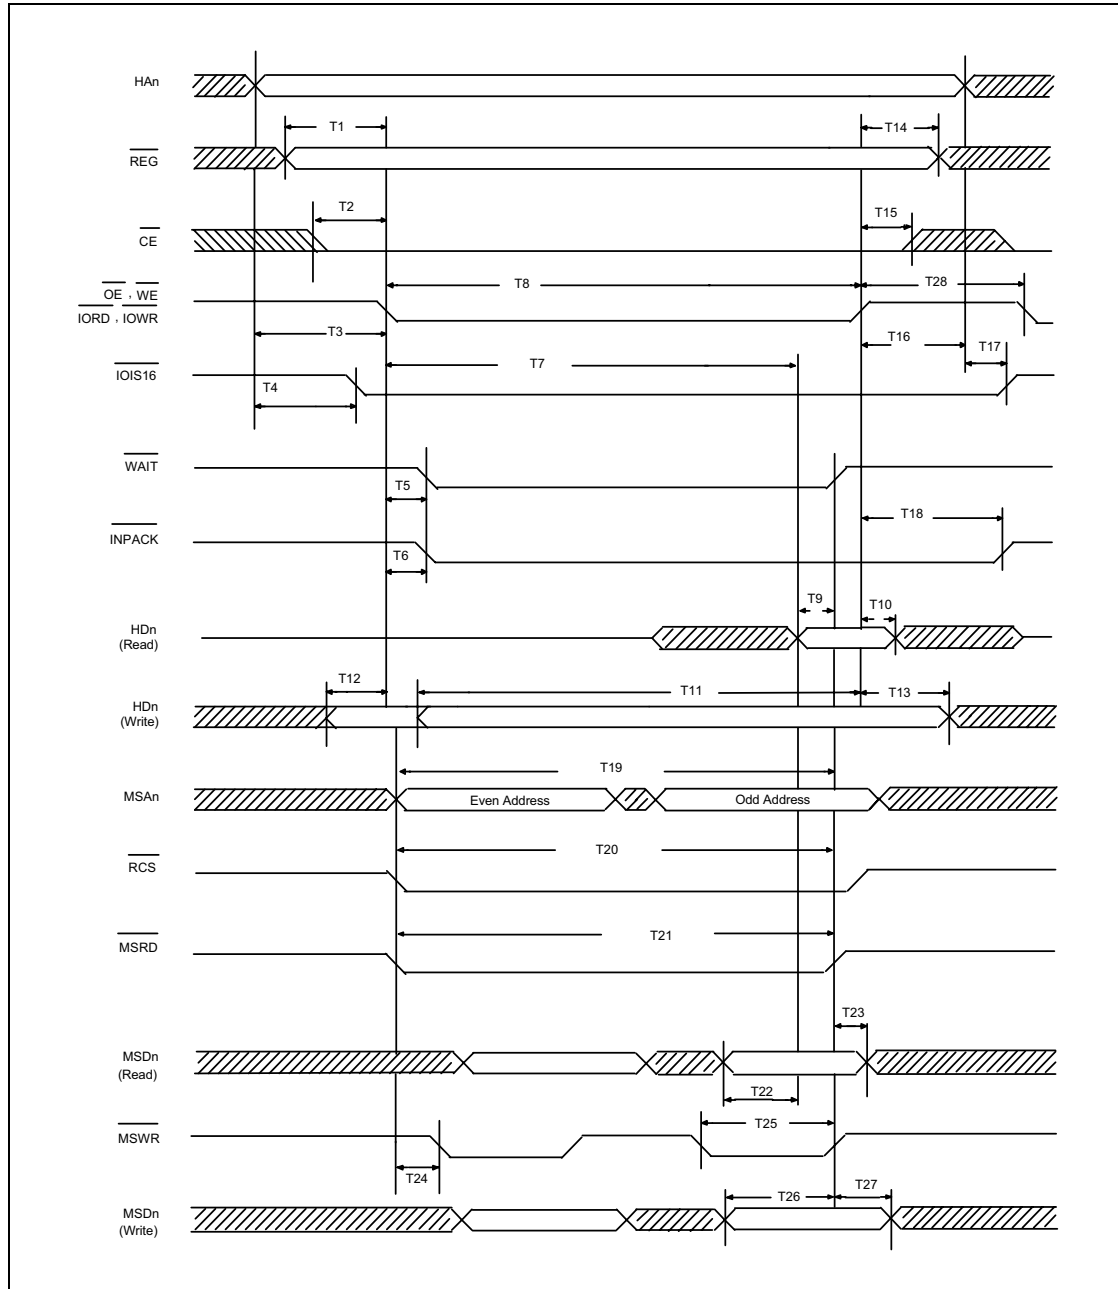 HAn
T1
T14
REG
T2
T15
CE
T8
T28
OE , WE
IORD , IOWR
T3
T16
T7
T17
IOIS16
T4
WAIT
T5
T18
INPACK
T6
T9
T10
HDn
(Read)
T12
T11
T13
HDn
(Write)
T19
MSAn
Even Address
Odd Address
T20
RCS
T21
MSRD
T23
MSDn
(Read)
T22
T25
MSWR
T24
T26
T27
MSDn
(Write)